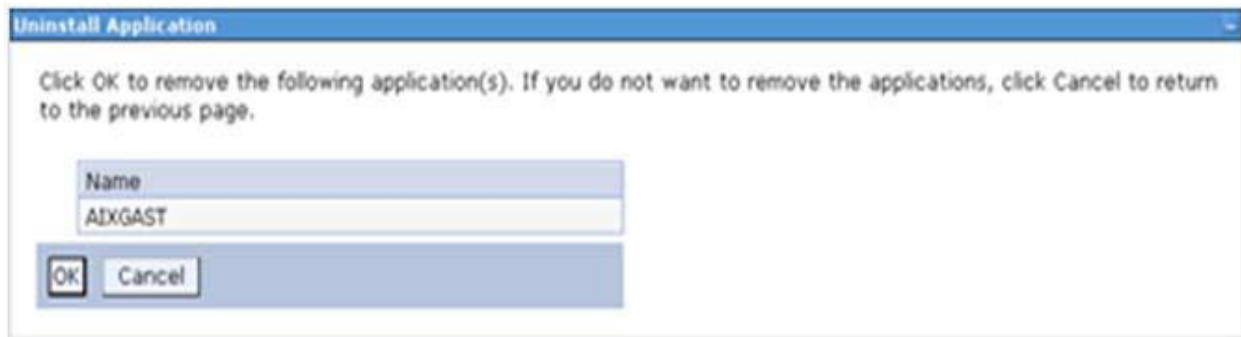 Uninstall Application
Click OK to remove the following application(s). If you do not want to remove the applications, click Cancel to return
to the previous page.
Name
AIXGAST
OK Cancel